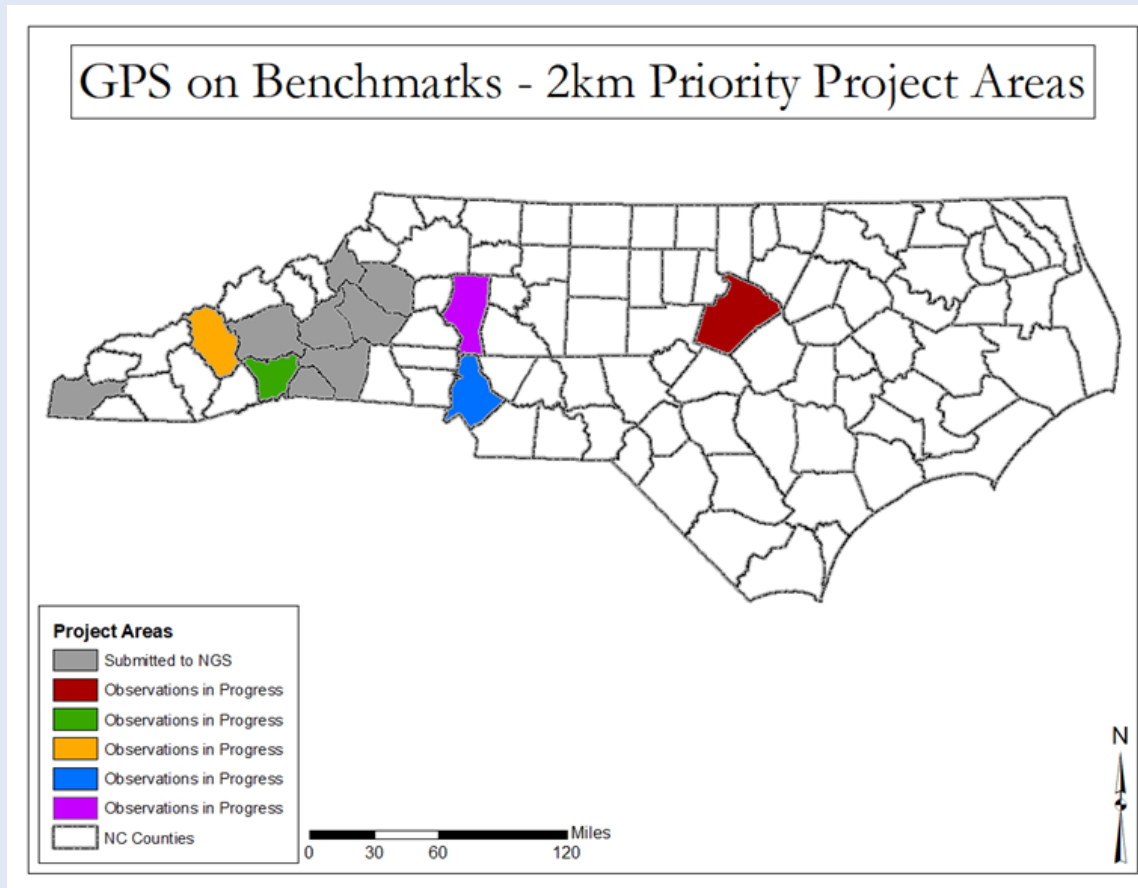 GPS on Benchmarks - 2km Priority Project Areas
Project Areas
Submitted to NGS
Observations in Progress
Observations in Progress
Observations in Progress
Observations in Progress
Observations in Progress
NC Counties
Miles
0 30 60 120
N